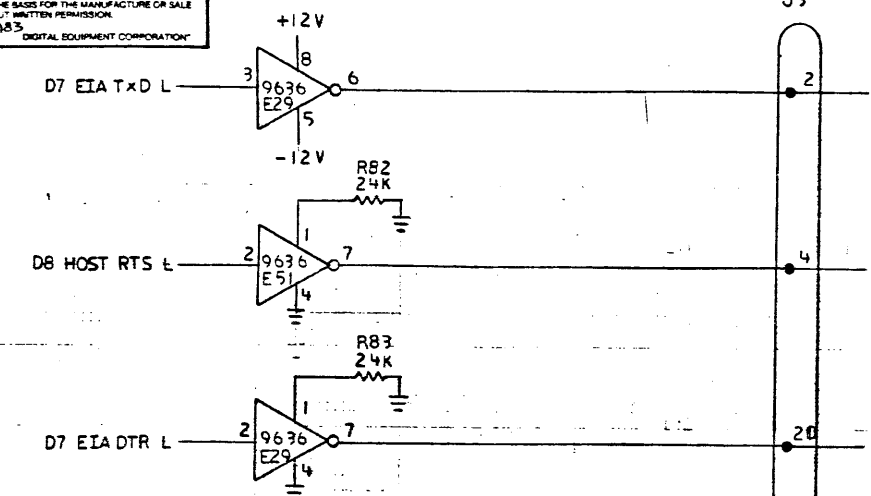 HE BASIS FOR THE MANUFACTURE OR SALE
UT WRITTEN PERMISSION.
DIGITAL EQUIPMENT CORPORATION"
+12V
8
D7 EIA TxD L
3
9636
E29
6
2
5
-12V
R82
24K
1
D8 HOST RTS L
2
9636
E51
7
4
4
R83
24K
1
D7 EIA DTR L
2
9636
E29
7
20
4